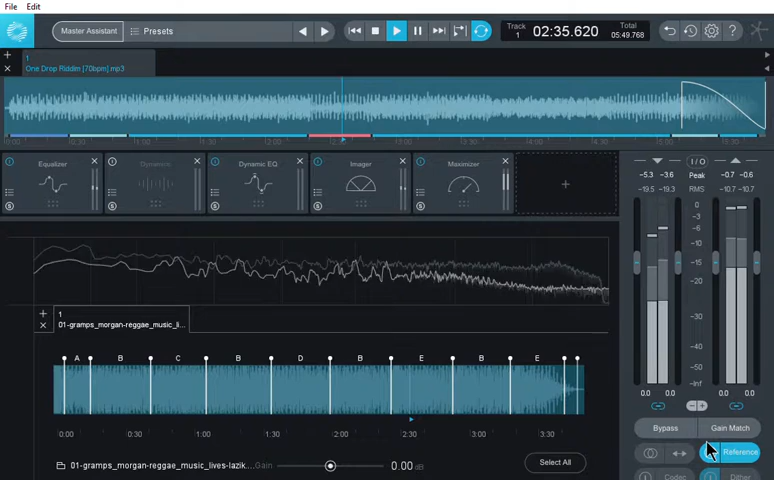 File Edit
Master Assistant Presets
Track Total
1 02:35.620 05:49.768
1
One Drop Riddim [70bpm].mp3
Equalizer
Dynamics
Dynamic EQ
Imager
Maximizer
I/O
-5.3 -3.6 Peak -0.7 -0.6
-19.5 -19.3 RMS -10.7 -10.7
0
-3
-6
-10
-15
-20
-30
-40
-50
-Inf
0.0 0.0 0.0 0.0
Bypass Gain Match
Reference
Codec Dither
1
01-gramps_morgan-reggae_music_li...
A B C B D B E B E
0:00 0:30 1:00 1:30 2:00 2:30 3:00 3:30
01-gramps_morgan-reggae_music_lives-lazik... Gain 0.00 dB
Select All